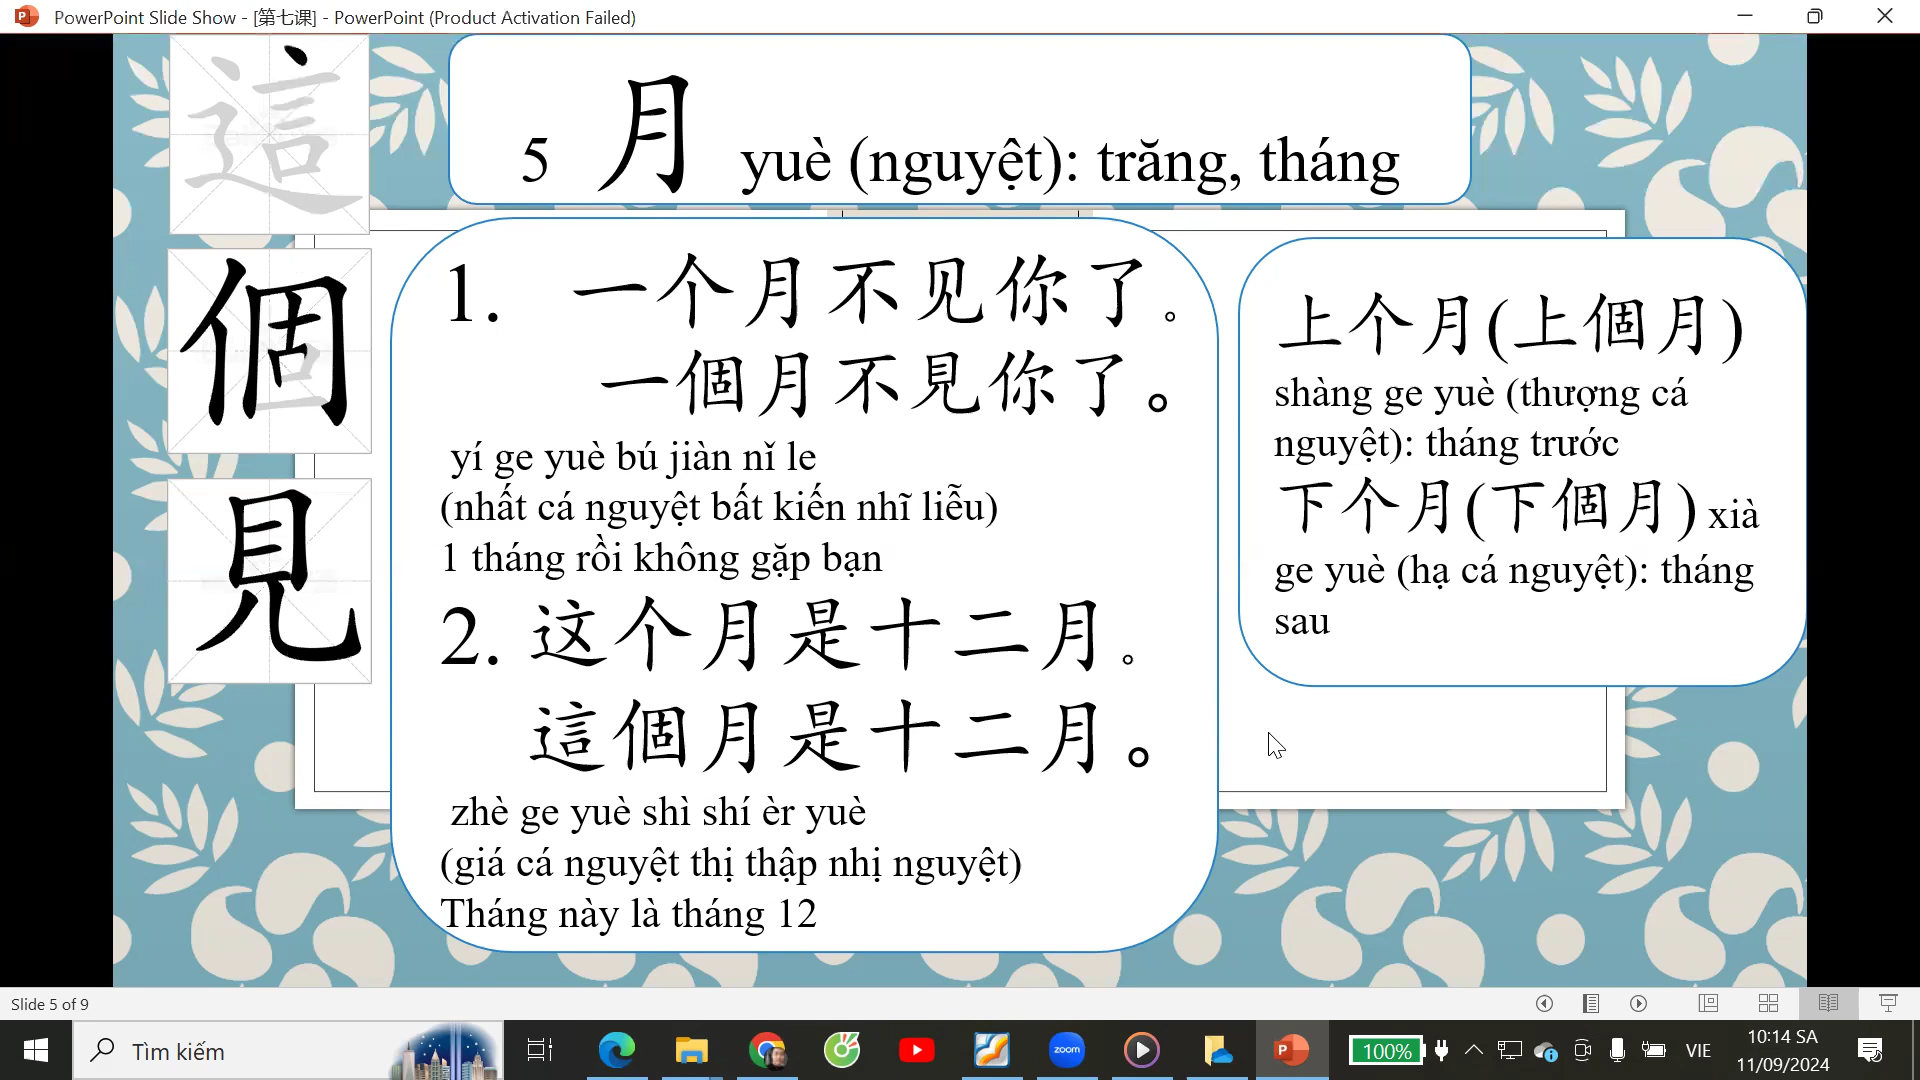 PowerPoint Slide Show - [第七课] - PowerPoint (Product Activation Failed)
這
個
見
5 月 yuè (nguyệt): trăng, tháng
1. 一个月不见你了。
一個月不見你了。
yí ge yuè bú jiàn nǐ le
(nhất cá nguyệt bất kiến nhĩ liễu)
1 tháng rồi không gặp bạn
2. 这个月是十二月。
這個月是十二月。
zhè ge yuè shì shí èr yuè
(giá cá nguyệt thị thập nhị nguyệt)
Tháng này là tháng 12
上个月(上個月)
shàng ge yuè (thượng cá
nguyệt): tháng trước
下个月(下個月) xià
ge yuè (hạ cá nguyệt): tháng
sau
Slide 5 of 9
Tìm kiếm
zoom
100%
VIE
10:14 SA
11/09/2024